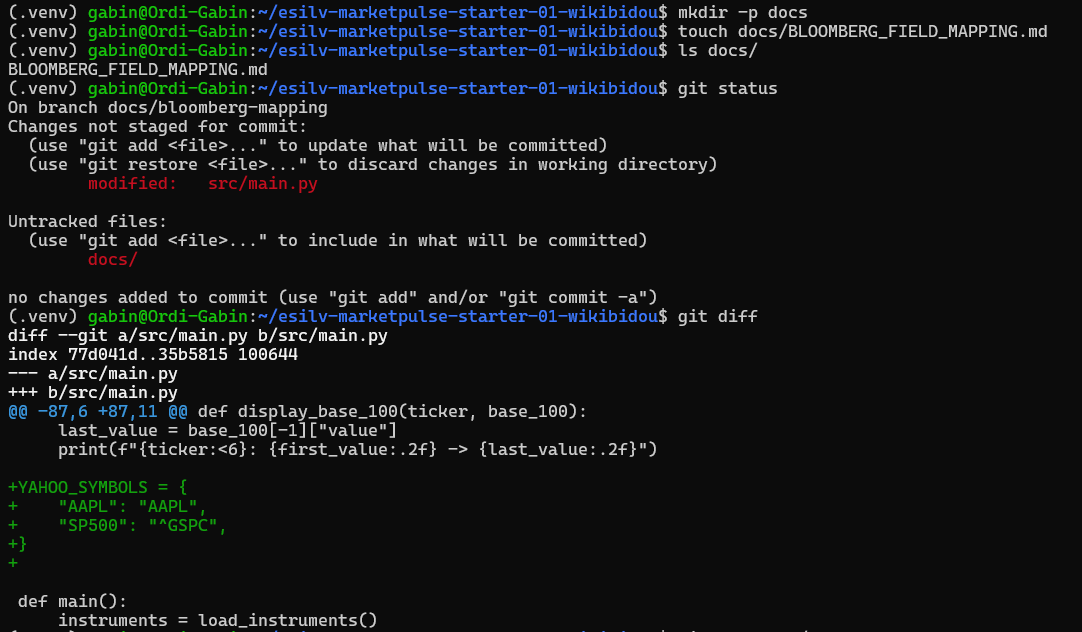 (.venv) gabin@Ordi-Gabin:~/esilv-marketpulse-starter-01-wikibidou$ mkdir -p docs
(.venv) gabin@Ordi-Gabin:~/esilv-marketpulse-starter-01-wikibidou$ touch docs/BLOOMBERG_FIELD_MAPPING.md
(.venv) gabin@Ordi-Gabin:~/esilv-marketpulse-starter-01-wikibidou$ ls docs/
BLOOMBERG_FIELD_MAPPING.md
(.venv) gabin@Ordi-Gabin:~/esilv-marketpulse-starter-01-wikibidou$ git status
On branch docs/bloomberg-mapping
Changes not staged for commit:
  (use "git add <file>..." to update what will be committed)
  (use "git restore <file>..." to discard changes in working directory)
        modified:   src/main.py

Untracked files:
  (use "git add <file>..." to include in what will be committed)
        docs/

no changes added to commit (use "git add" and/or "git commit -a")
(.venv) gabin@Ordi-Gabin:~/esilv-marketpulse-starter-01-wikibidou$ git diff
diff --git a/src/main.py b/src/main.py
index 77d041d..35b5815 100644
--- a/src/main.py
+++ b/src/main.py
@@ -87,6 +87,11 @@ def display_base_100(ticker, base_100):
     last_value = base_100[-1]["value"]
     print(f"{ticker:<6}: {first_value:.2f} -> {last_value:.2f}")

+YAHOO_SYMBOLS = {
+    "AAPL": "AAPL",
+    "SP500": "^GSPC",
+}
+

 def main():
     instruments = load_instruments()